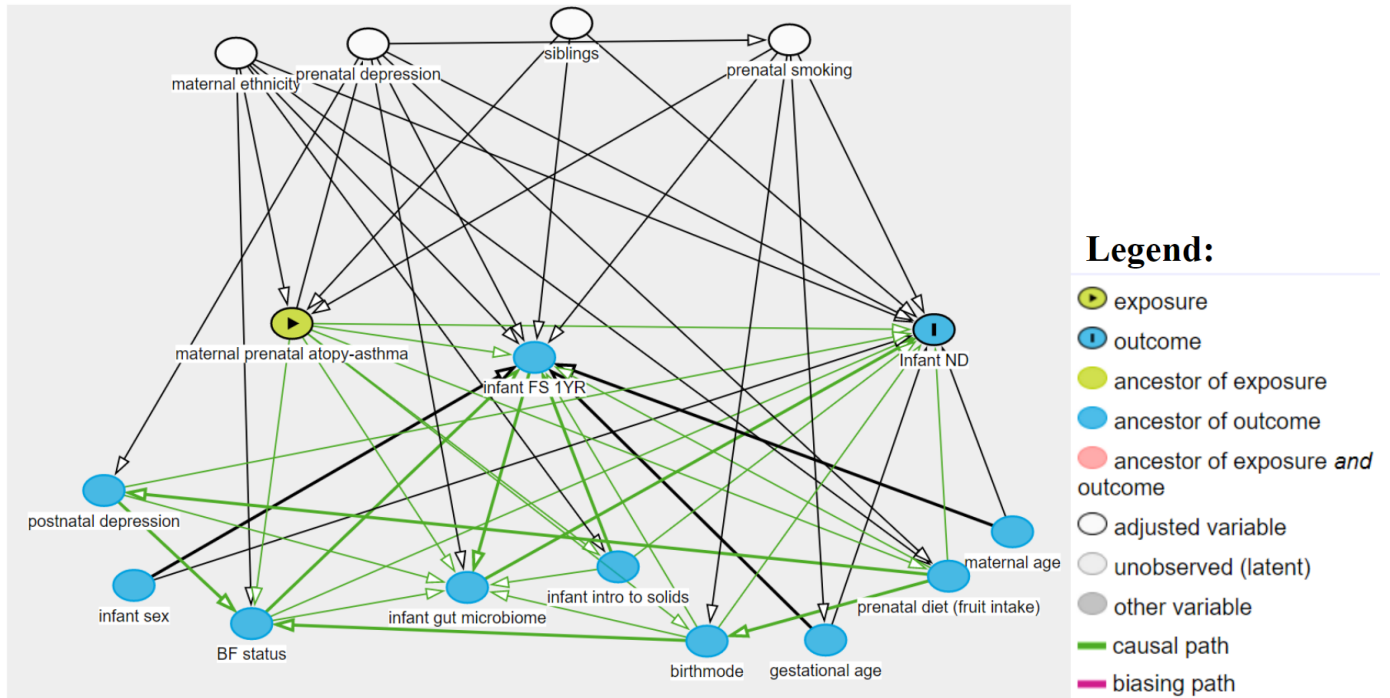 siblings
maternal ethnicity
prenatal depression
prenatal smoking
maternal prenatal atopy-asthma
infant FS 1YR
Infant ND
postnatal depression
infant sex
BF status
infant gut microbiome
infant intro to solids
birthmode
gestational age
prenatal diet (fruit intake)
maternal age
Legend:
exposure
outcome
ancestor of exposure
ancestor of outcome
ancestor of exposure and
outcome
adjusted variable
unobserved (latent)
other variable
causal path
biasing path